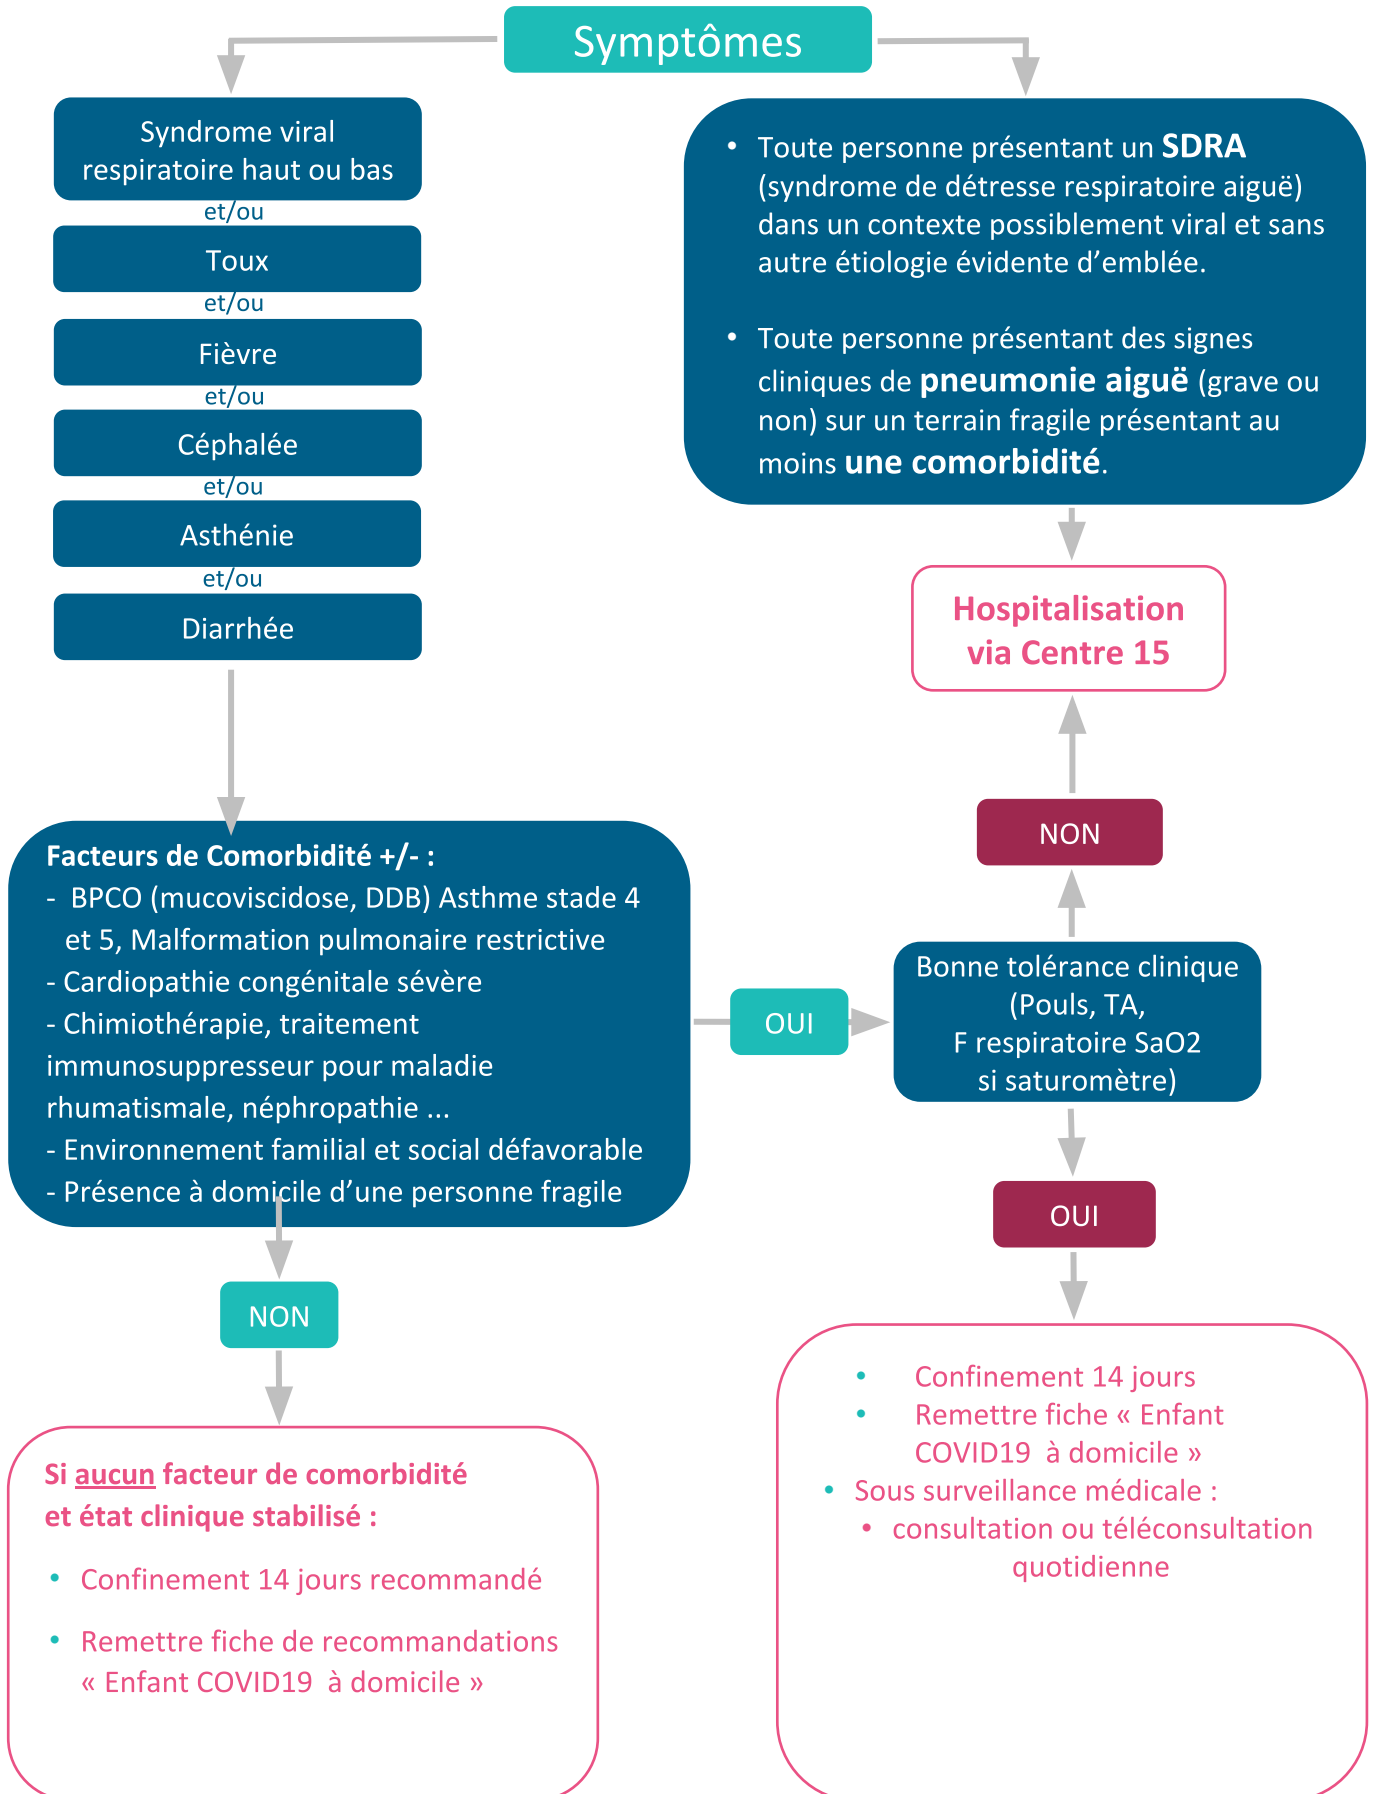 Symptômes
Syndrome viral
respiratoire haut ou bas
et/ou
Toux
et/ou
Fièvre
et/ou
Céphalée
et/ou
Asthénie
et/ou
Diarrhée
• Toute personne présentant un SDRA
(syndrome de détresse respiratoire aiguë)
dans un contexte possiblement viral et sans
autre étiologie évidente d’emblée.
• Toute personne présentant des signes
cliniques de pneumonie aiguë (grave ou
non) sur un terrain fragile présentant au
moins une comorbidité.
Hospitalisation
via Centre 15
NON
Facteurs de Comorbidité +/- :
- BPCO (mucoviscidose, DDB) Asthme stade 4
et 5, Malformation pulmonaire restrictive
- Cardiopathie congénitale sévère
- Chimiothérapie, traitement
immunosuppresseur pour maladie
rhumatismale, néphropathie ...
- Environnement familial et social défavorable
- Présence à domicile d’une personne fragile
OUI
Bonne tolérance clinique
(Pouls, TA,
F respiratoire SaO2
si saturomètre)
OUI
NON
Si aucun facteur de comorbidité
et état clinique stabilisé :
• Confinement 14 jours recommandé
• Remettre fiche de recommandations
« Enfant COVID19 à domicile »
• Confinement 14 jours
• Remettre fiche « Enfant
COVID19 à domicile »
• Sous surveillance médicale :
• consultation ou téléconsultation
quotidienne